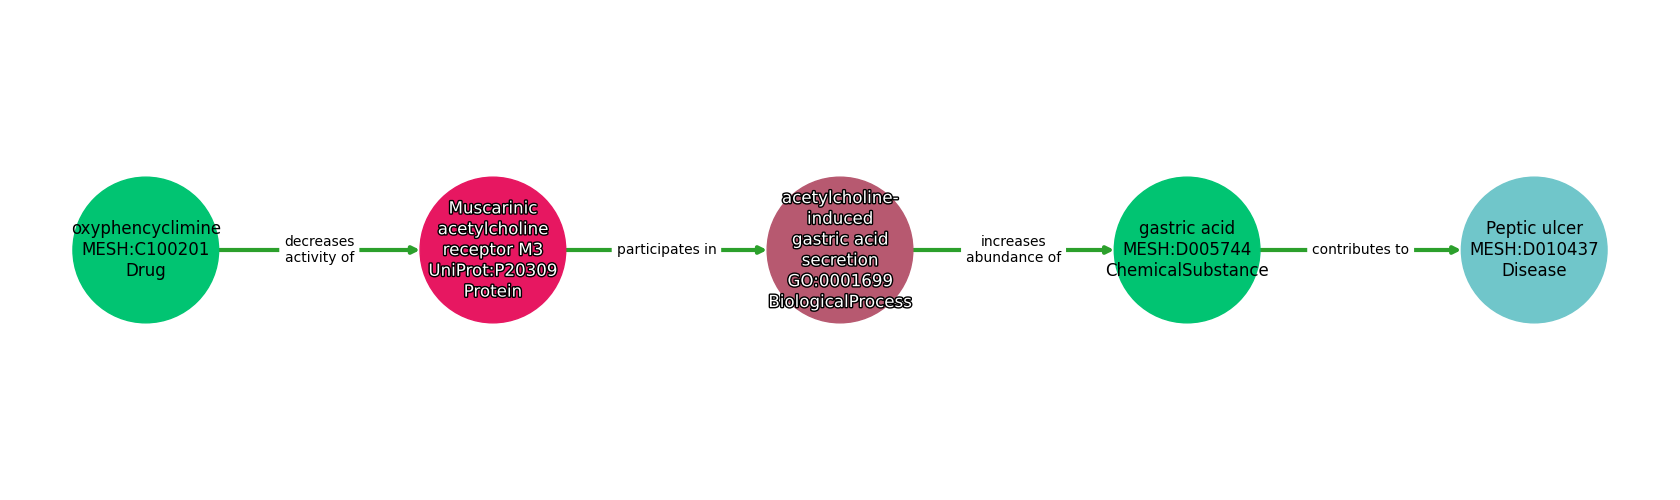 oxyphencyclimine
MESH:C100201
Drug
decreases
activity of
Muscarinic
acetylcholine
receptor M3
UniProt:P20309
Protein
participates in
acetylcholine-
induced
gastric acid
secretion
GO:0001699
BiologicalProcess
increases
abundance of
gastric acid
MESH:D005744
ChemicalSubstance
contributes to
Peptic ulcer
MESH:D010437
Disease